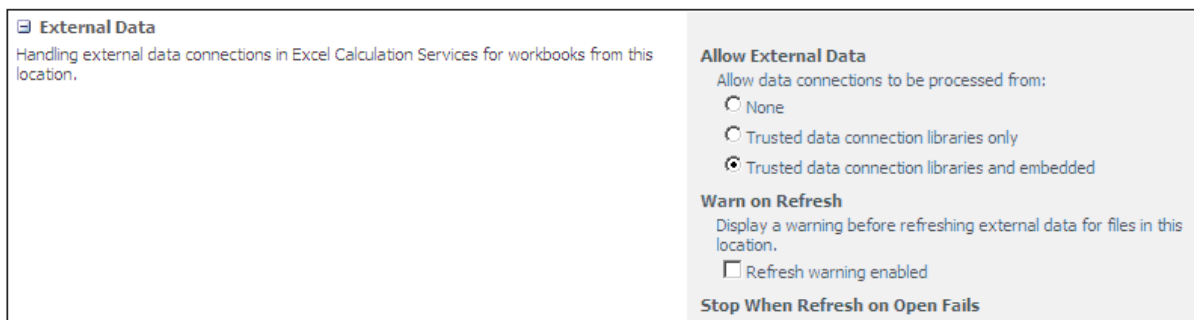 External Data
Handling external data connections in Excel Calculation Services for workbooks from this
location.
Allow External Data
Allow data connections to be processed from:
None
Trusted data connection libraries only
Trusted data connection libraries and embedded
Warn on Refresh
Display a warning before refreshing external data for files in this
location.
Refresh warning enabled
Stop When Refresh on Open Fails